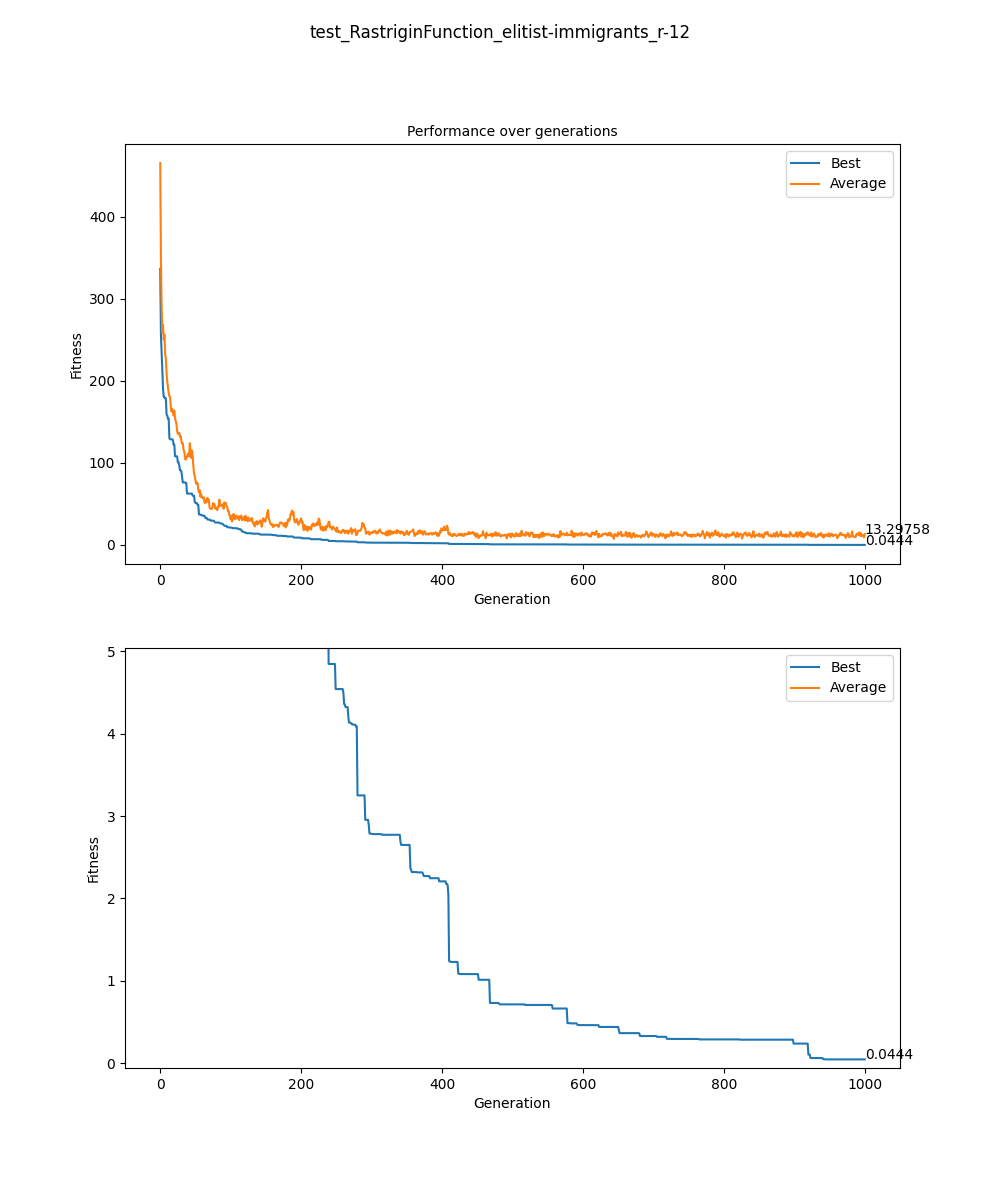 test_RastriginFunction_elitist-immigrants_r-12
Performance over generations
Best
Average
400
300
200
100
0
Fitness
13.29758
0.0444
0 200 400 600 800 1000
Generation
Best
Average
5
4
3
2
1
0
Fitness
0.0444
0 200 400 600 800 1000
Generation